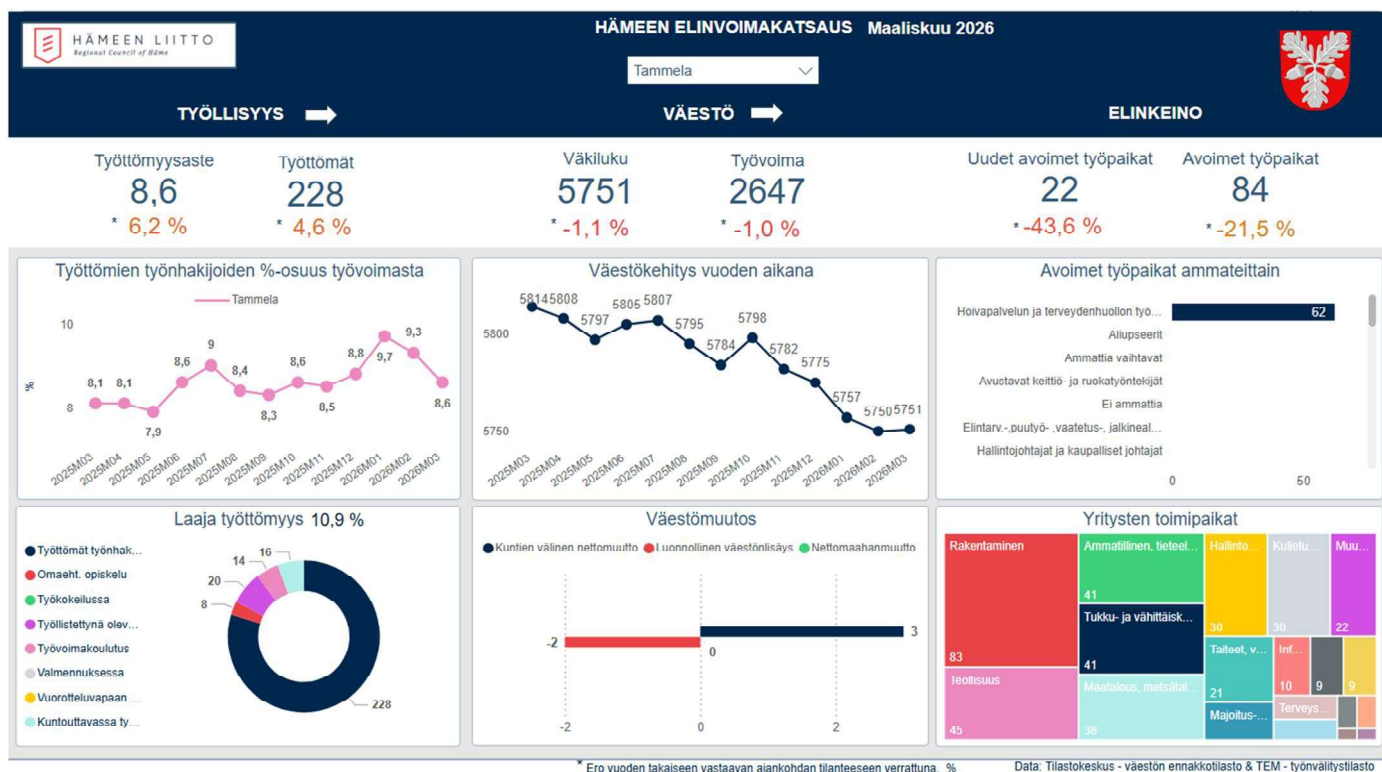 HÄMEEN LIITTO
Regional Council of Häme
HÄMEEN ELINVOIMAKATSAUS Maaliskuu 2026
Tammela
TYÖLLISYYS
VÄESTÖ
ELINKEINO
Työttömyysaste
8,6
* 6,2 %
Työttömät
228
* 4,6 %
Väkiluku
5751
* -1,1 %
Työvoima
2647
* -1,0 %
Uudet avoimet työpaikat
22
* -43,6 %
Avoimet työpaikat
84
* -21,5 %
Työttömien työnhakijoiden %-osuus työvoimasta
Tammela
%
10
8
8,1
8,1
7,9
8,6
9
8,4
8,3
8,6
8,5
8,8
9,7
9,3
8,6
2025M03
2025M04
2025M05
2025M06
2025M07
2025M08
2025M09
2025M10
2025M11
2025M12
2026M01
2026M02
2026M03
Väestökehitys vuoden aikana
5800
5750
5814
5808
5797
5805
5807
5795
5784
5798
5782
5775
5757
5750
5751
2025M03
2025M04
2025M05
2025M06
2025M07
2025M08
2025M09
2025M10
2025M11
2025M12
2026M01
2026M02
2026M03
Avoimet työpaikat ammateittain
Hoivapalvelun ja terveydenhuollon työ...
62
Aliupseerit
Ammattia vaihtavat
Avustavat keittiö- ja ruokatyöntekijät
Ei ammattia
Elintarv.-,puutyö- ,vaatetus-, jalkineal...
Hallintojohtajat ja kaupalliset johtajat
0
50
Laaja työttömyys 10,9 %
Työttömät työnhak...
Omaeht. opiskelu
Työkokeilussa
Työllistettynä olev...
Työvoimakoulutus
Valmennuksessa
Vuorotteluvapaan ...
Kuntouttavassa ty...
16
14
20
8
228
Väestömuutos
Kuntien välinen nettomuutto
Luonnollinen väestönlisäys
Nettomaahanmuutto
-2
3
0
-2
0
2
Yritysten toimipaikat
Rakentaminen
83
Teollisuus
45
Ammatillinen, tieteel...
41
Tukku- ja vähittäisk...
41
Maatalous, metsätal...
38
Hallinto...
30
Kuljetu...
30
Muu...
22
Taiteet, v...
21
Majoitus-...
Inf...
10
9
9
Terveys...
* Ero vuoden takaiseen vastaavan ajankohdan tilanteeseen verrattuna, %
Data: Tilastokeskus - väestön ennakkotilasto & TEM - työnvälitystilasto